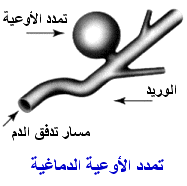 تمدد الأوعية
الوريد
مسار تدفق الدم
تمدد الأوعية الدماغية